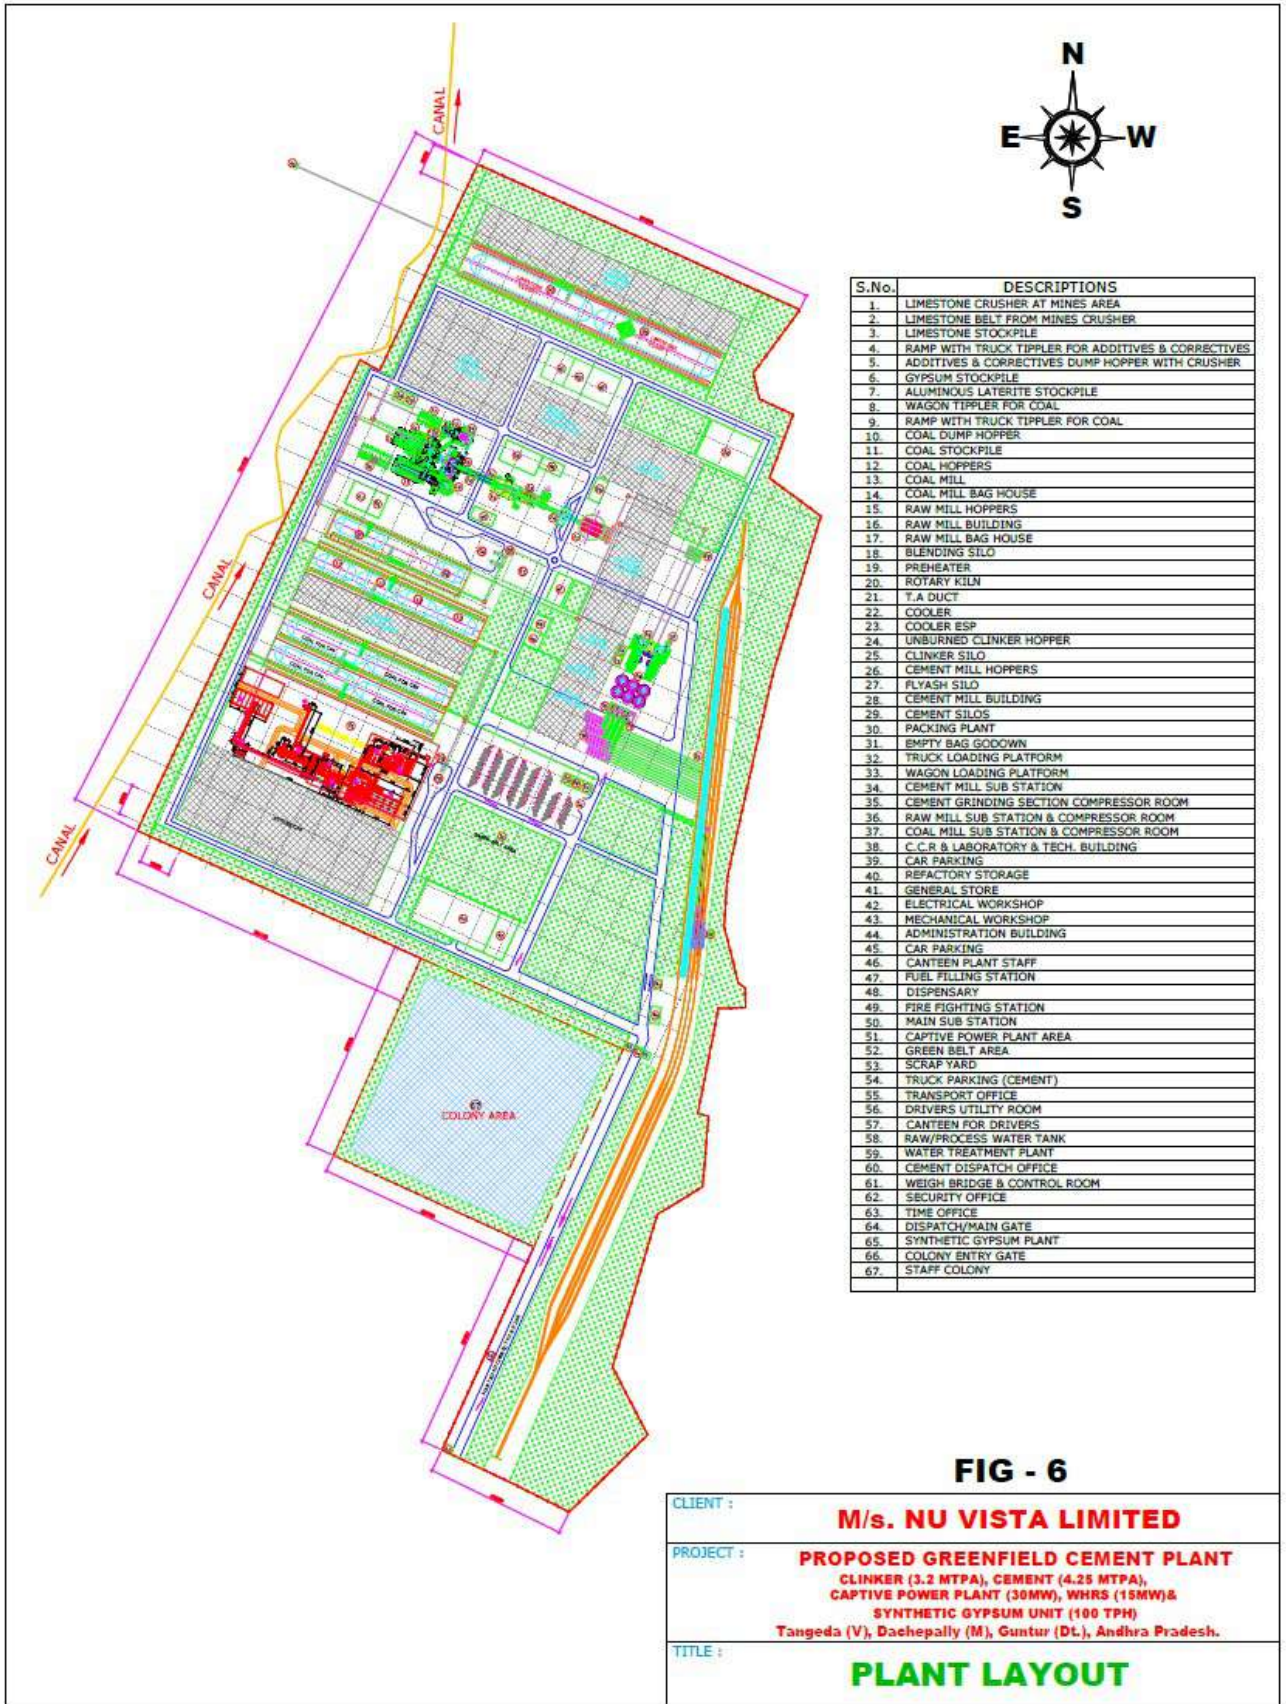 N
E W
S
CANAL
CANAL
CANAL
COAL FOR CPP
COAL FOR CPP
COAL FOR CPP
COAL FOR CPP
COLONY AREA
S.No. DESCRIPTIONS
1. LIMESTONE CRUSHER AT MINES AREA
2. LIMESTONE BELT FROM MINES CRUSHER
3. LIMESTONE STOCKPILE
4. RAMP WITH TRUCK TIPPLER FOR ADDITIVES & CORRECTIVES
5. ADDITIVES & CORRECTIVES DUMP HOPPER WITH CRUSHER
6. GYPSUM STOCKPILE
7. ALUMINOUS LATERITE STOCKPILE
8. WAGON TIPPLER FOR COAL
9. RAMP WITH TRUCK TIPPLER FOR COAL
10. COAL DUMP HOPPER
11. COAL STOCKPILE
12. COAL HOPPERS
13. COAL MILL
14. COAL MILL BAG HOUSE
15. RAW MILL HOPPERS
16. RAW MILL BUILDING
17. RAW MILL BAG HOUSE
18. BLENDING SILO
19. PREHEATER
20. ROTARY KILN
21. T.A DUCT
22. COOLER
23. COOLER ESP
24. UNBURNED CLINKER HOPPER
25. CLINKER SILO
26. CEMENT MILL HOPPERS
27. FLYASH SILO
28. CEMENT MILL BUILDING
29. CEMENT SILOS
30. PACKING PLANT
31. EMPTY BAG GODOWN
32. TRUCK LOADING PLATFORM
33. WAGON LOADING PLATFORM
34. CEMENT MILL SUB STATION
35. CEMENT GRINDING SECTION COMPRESSOR ROOM
36. RAW MILL SUB STATION & COMPRESSOR ROOM
37. COAL MILL SUB STATION & COMPRESSOR ROOM
38. C.C.R & LABORATORY & TECH. BUILDING
39. CAR PARKING
40. REFACTORY STORAGE
41. GENERAL STORE
42. ELECTRICAL WORKSHOP
43. MECHANICAL WORKSHOP
44. ADMINISTRATION BUILDING
45. CAR PARKING
46. CANTEEN PLANT STAFF
47. FUEL FILLING STATION
48. DISPENSARY
49. FIRE FIGHTING STATION
50. MAIN SUB STATION
51. CAPTIVE POWER PLANT AREA
52. GREEN BELT AREA
53. SCRAP YARD
54. TRUCK PARKING (CEMENT)
55. TRANSPORT OFFICE
56. DRIVERS UTILITY ROOM
57. CANTEEN FOR DRIVERS
58. RAW/PROCESS WATER TANK
59. WATER TREATMENT PLANT
60. CEMENT DISPATCH OFFICE
61. WEIGH BRIDGE & CONTROL ROOM
62. SECURITY OFFICE
63. TIME OFFICE
64. DISPATCH/MAIN GATE
65. SYNTHETIC GYPSUM PLANT
66. COLONY ENTRY GATE
67. STAFF COLONY
FIG - 6
CLIENT :
M/s. NU VISTA LIMITED
PROJECT :
PROPOSED GREENFIELD CEMENT PLANT
CLINKER (3.2 MTPA), CEMENT (4.25 MTPA),
CAPTIVE POWER PLANT (30MW), WHRS (15MW)&
SYNTHETIC GYPSUM UNIT (100 TPH)
Tangeda (V), Dachepally (M), Guntur (Dt.), Andhra Pradesh.
TITLE :
PLANT LAYOUT